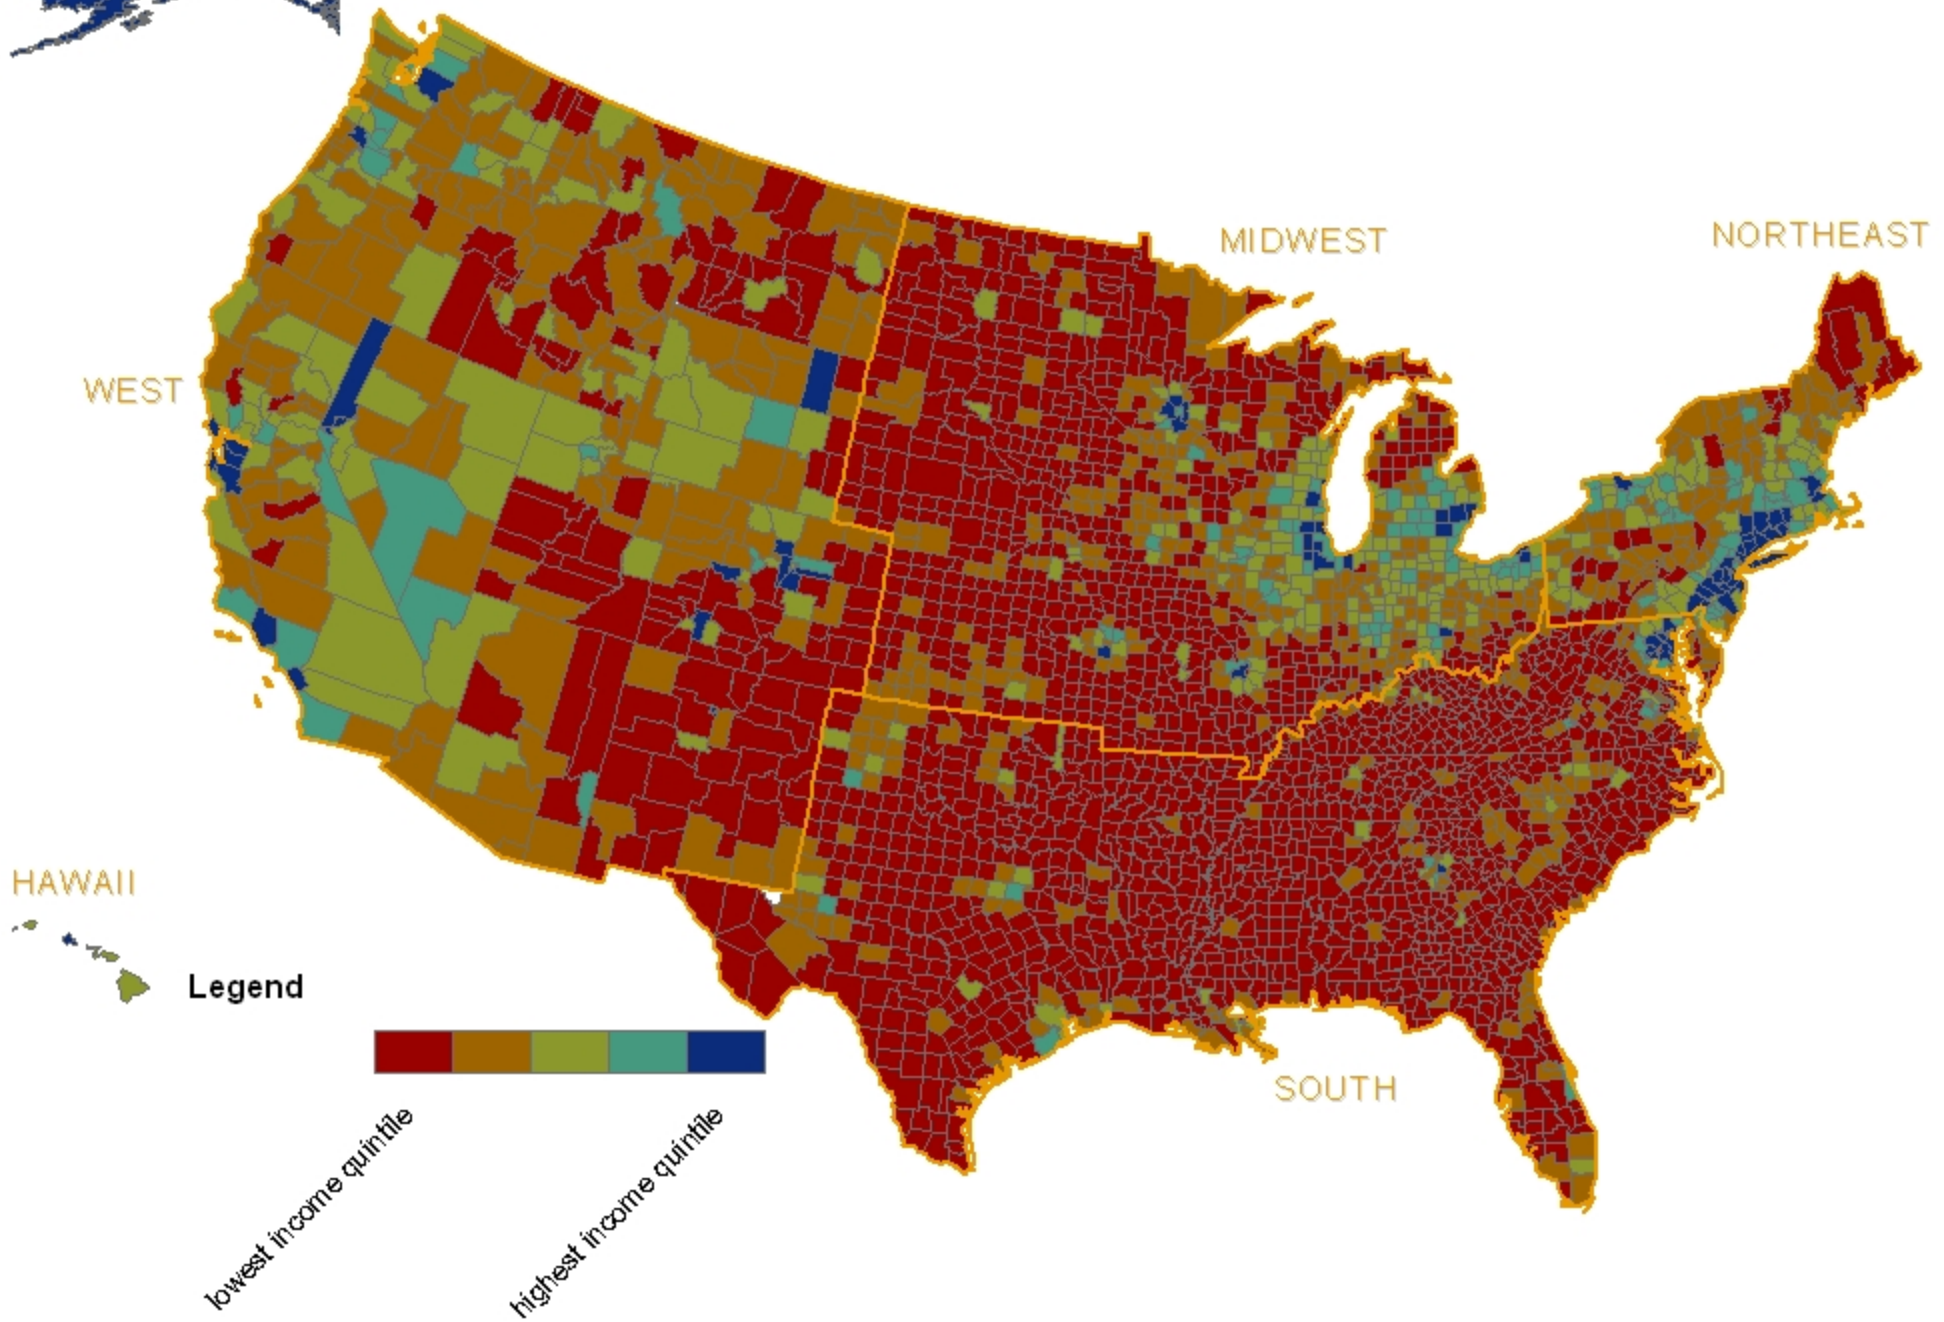 MIDWEST
NORTHEAST
WEST
HAWAII
Legend
SOUTH
lowest income quintile
highest income quintile